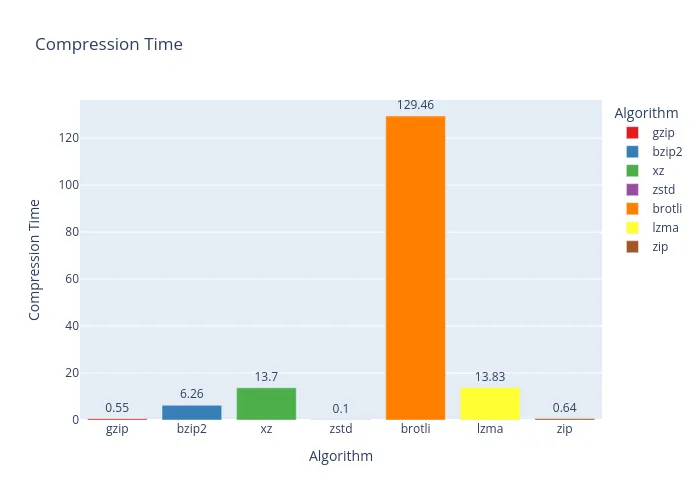 Compression Time
129.46
Algorithm
gzip
bzip2
xz
zstd
brotli
lzma
zip
120
100
80
60
40
20
0
Compression Time
0.55
6.26
13.7
0.1
13.83
0.64
gzip bzip2 xz zstd brotli lzma zip
Algorithm